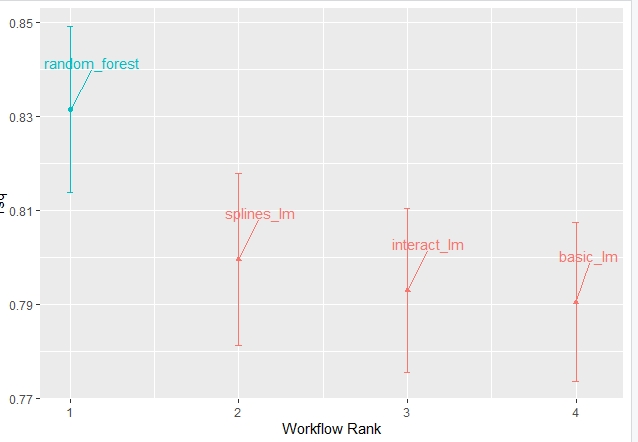 0.85
random_forest
0.83
0.81
splines_lm
interact_lm
basic_lm
0.79
0.77
1 2 3 4
Workflow Rank